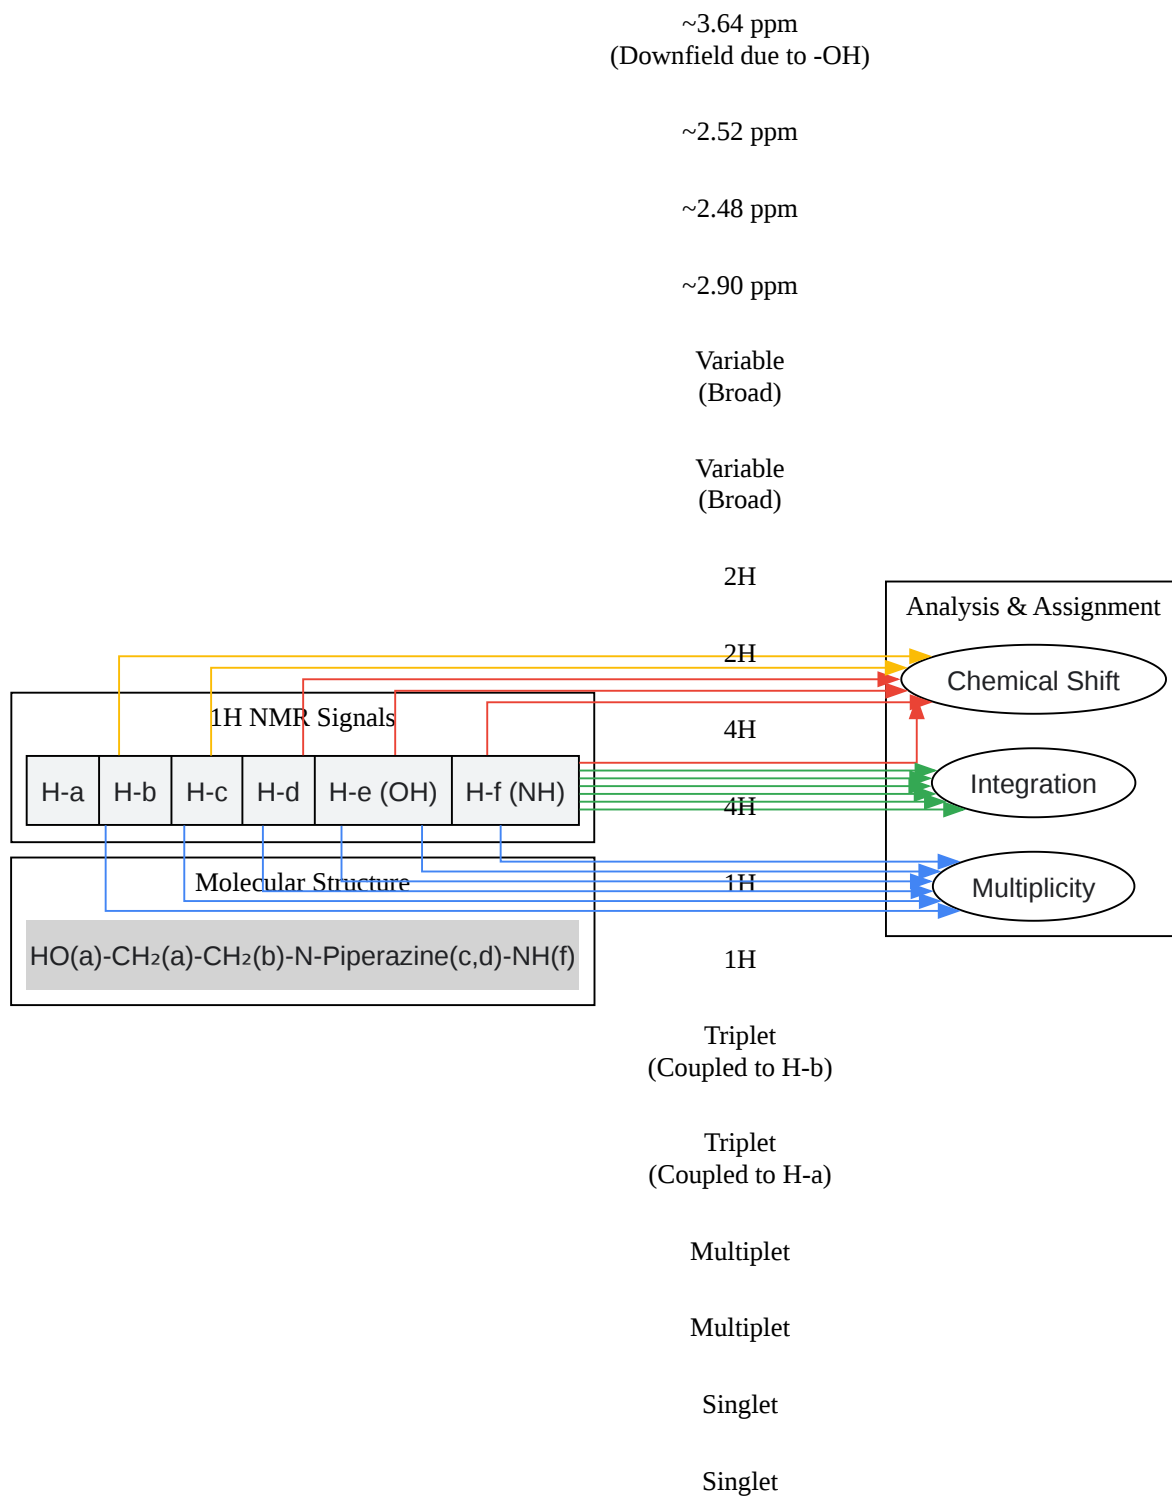 ~3.64 ppm
(Downfield due to -OH)
~2.52 ppm
~2.48 ppm
~2.90 ppm
Variable
(Broad)
Variable
(Broad)
2H
2H
4H
4H
1H
1H
Triplet
(Coupled to H-b)
Triplet
(Coupled to H-a)
Multiplet
Multiplet
Singlet
Singlet
1H NMR Signals
H-a
H-b
H-c
H-d
H-e (OH)
H-f (NH)
Molecular Structure
HO(a)-CH₂(a)-CH₂(b)-N-Piperazine(c,d)-NH(f)
Analysis & Assignment
Chemical Shift
Integration
Multiplicity